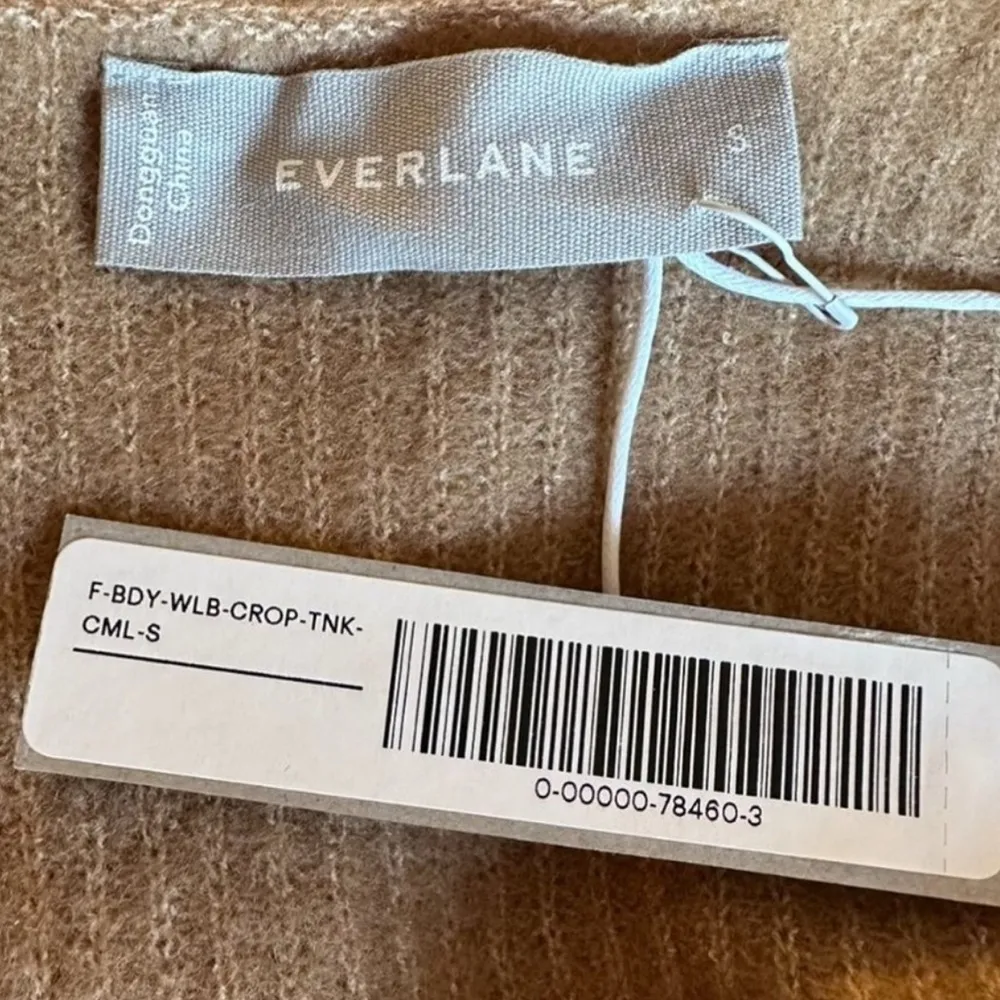 Dongguan
China
EVERLANE
S
F-BDY-WLB-CROP-TNK-
CML-S
0-00000-78460-3